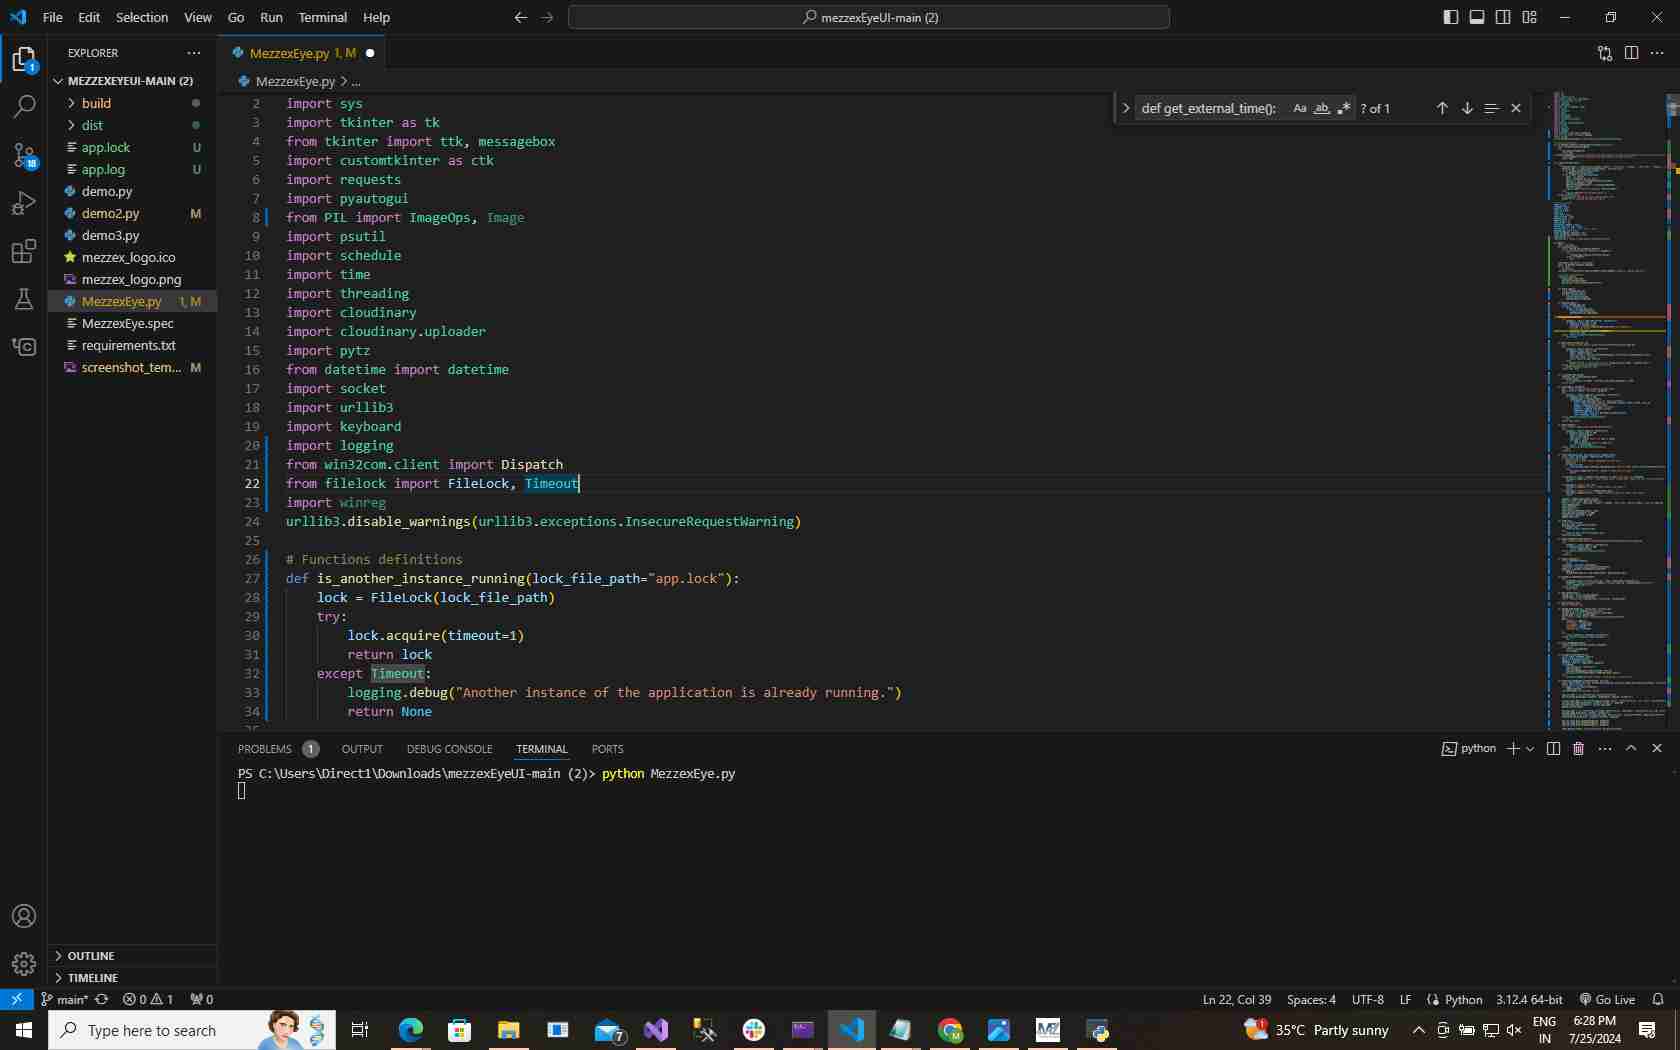 File Edit Selection View Go Run Terminal Help
mezzexEyeUI-main (2)
EXPLORER
MEZZEXEYEUI-MAIN (2)
build
dist
app.lock U
app.log U
demo.py
demo2.py M
demo3.py
mezzex_logo.ico
mezzex_logo.png
MezzexEye.py 1, M
MezzexEye.spec
requirements.txt
screenshot_tem... M
OUTLINE
TIMELINE
1
18
MezzexEye.py 1, M
MezzexEye.py > ...
def get_external_time(): Aa ab ? of 1
2 import sys
3 import tkinter as tk
4 from tkinter import ttk, messagebox
5 import customtkinter as ctk
6 import requests
7 import pyautogui
8 from PIL import ImageOps, Image
9 import psutil
10 import schedule
11 import time
12 import threading
13 import cloudinary
14 import cloudinary.uploader
15 import pytz
16 from datetime import datetime
17 import socket
18 import urllib3
19 import keyboard
20 import logging
21 from win32com.client import Dispatch
22 from filelock import FileLock, Timeout
23 import winreg
24 urllib3.disable_warnings(urllib3.exceptions.InsecureRequestWarning)
25
26 # Functions definitions
27 def is_another_instance_running(lock_file_path="app.lock"):
28 lock = FileLock(lock_file_path)
29 try:
30 lock.acquire(timeout=1)
31 return lock
32 except Timeout:
33 logging.debug("Another instance of the application is already running.")
34 return None
PROBLEMS 1 OUTPUT DEBUG CONSOLE TERMINAL PORTS
python
PS C:\Users\Direct1\Downloads\mezzexEyeUI-main (2)> python MezzexEye.py
main* 0 1 0
Ln 22, Col 39 Spaces: 4 UTF-8 LF Python 3.12.4 64-bit Go Live
Type here to search
7
35°C Partly sunny
ENG
IN
6:28 PM
7/25/2024